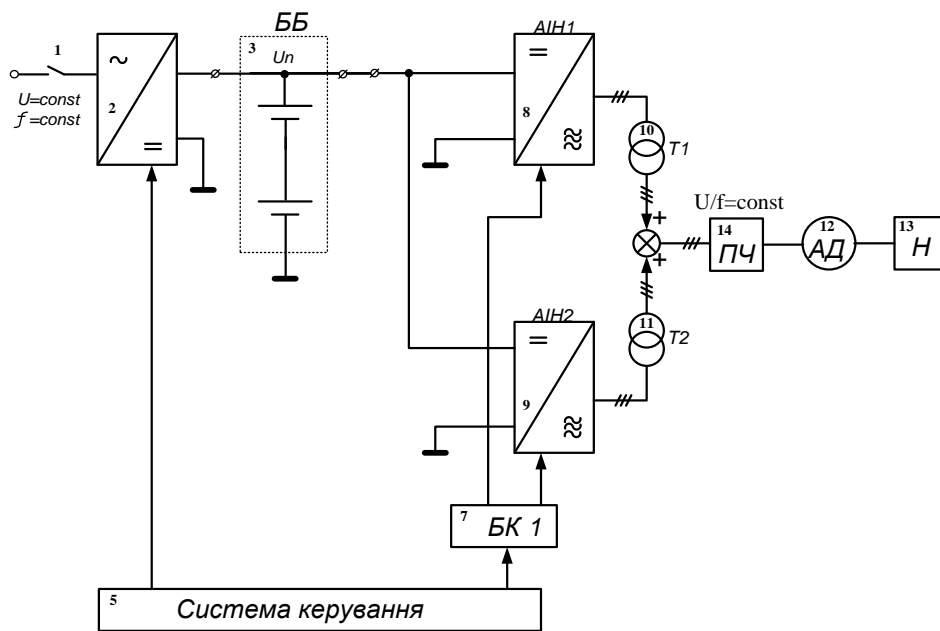 ББ
АІН1
1
3
Un
U=const
ƒ=const
~
2
=
=
8
≈
10
T1
U/f=const
+
14
ПЧ
12
АД
13
Н
+
АІН2
11
T2
=
9
≈
7
БК 1
5
Система керування